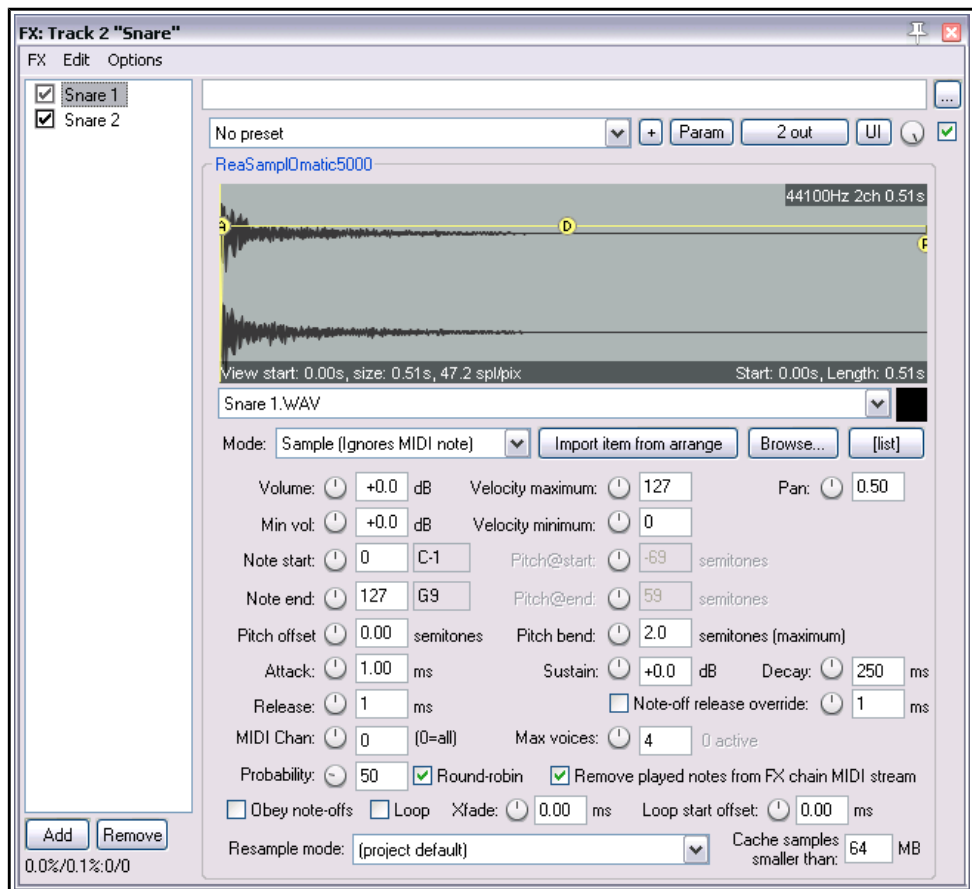 FX: Track 2 "Snare"
FX Edit Options
Snare 1
Snare 2
...
No preset + Param 2 out UI
ReaSamplOmatic5000
44100Hz 2ch 0.51s
A D
View start: 0.00s, size: 0.51s, 47.2 spl/pix Start: 0.00s, Length: 0.51s
Snare 1.WAV
Mode: Sample (Ignores MIDI note) Import item from arrange Browse... [list]
Volume: +0.0 dB Velocity maximum: 127 Pan: 0.50
Min vol: +0.0 dB Velocity minimum: 0
Note start: 0 C-1 Pitch@start: -69 semitones
Note end: 127 G9 Pitch@end: 59 semitones
Pitch offset 0.00 semitones Pitch bend: 2.0 semitones (maximum)
Attack: 1.00 ms Sustain: +0.0 dB Decay: 250 ms
Release: 1 ms Note-off release override: 1 ms
MIDI Chan: 0 (0=all) Max voices: 4 0 active
Probability: 50 Round-robin Remove played notes from FX chain MIDI stream
Obey note-offs Loop Xfade: 0.00 ms Loop start offset: 0.00 ms
Resample mode: (project default) Cache samples smaller than: 64 MB
Add Remove
0.0%/0.1%:0/0